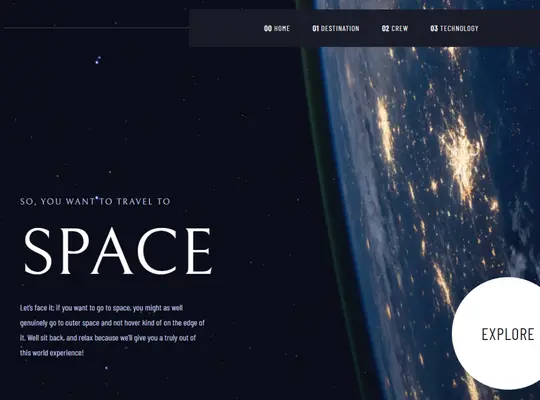 00 HOME 01 DESTINATION 02 CREW 03 TECHNOLOGY
SO, YOU WANT TO TRAVEL TO
SPACE
Let's face it; if you want to go to space, you might as well
genuinely go to outer space and not hover kind of on the edge of
it. Well sit back, and relax because we'll give you a truly out of
this world experience!
EXPLORE